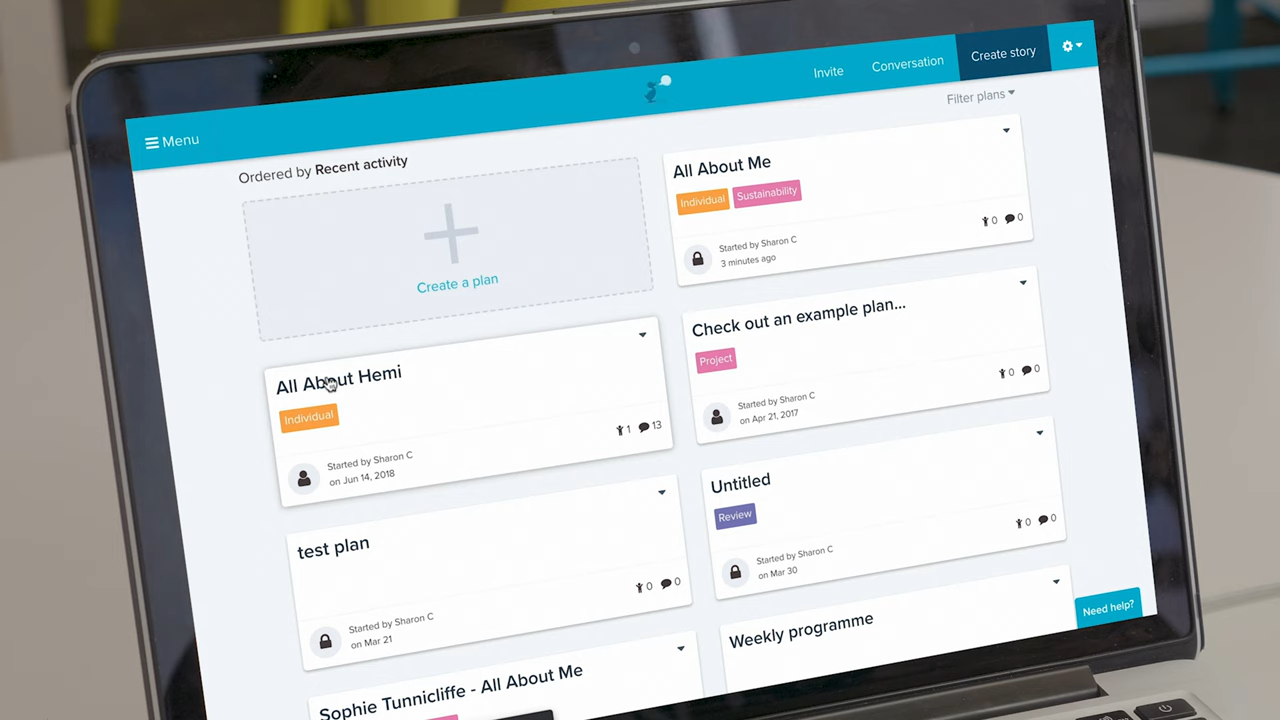 Menu
Invite
Conversation
Create story
Filter plans
Ordered by Recent activity
Create a plan
All About Me
Individual
Sustainability
Started by Sharon C
3 minutes ago
0
0
All About Hemi
Individual
Started by Sharon C
on Jun 14, 2018
1
13
Check out an example plan...
Project
Started by Sharon C
on Apr 21, 2017
0
0
test plan
Started by Sharon C
on Mar 21
0
0
Untitled
Review
Started by Sharon C
on Mar 30
0
0
Sophie Tunnicliffe - All About Me
Weekly programme
Need help?